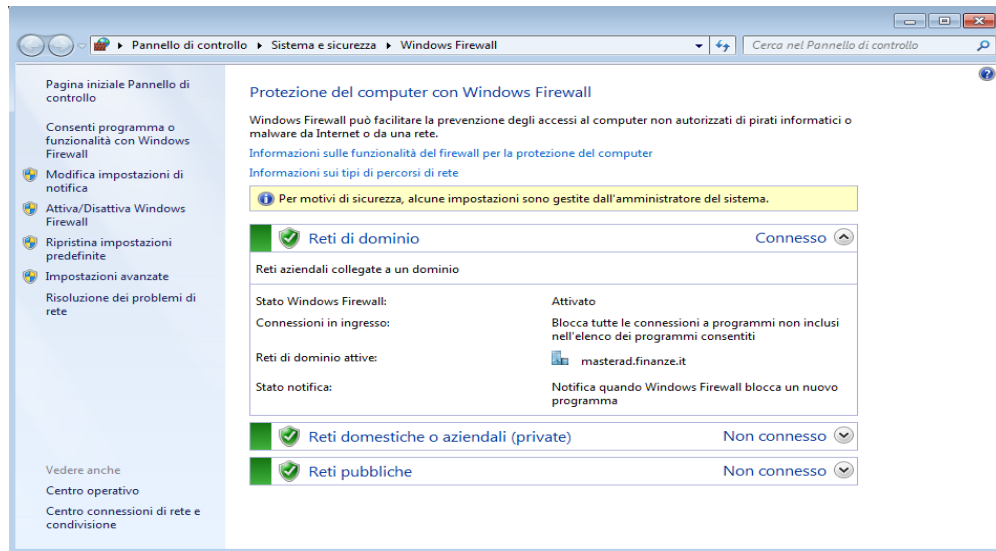 Pannello di controllo ▸ Sistema e sicurezza ▸ Windows Firewall
Cerca nel Pannello di controllo
Pagina iniziale Pannello di
controllo
Consenti programma o
funzionalità con Windows
Firewall
Modifica impostazioni di
notifica
Attiva/Disattiva Windows
Firewall
Ripristina impostazioni
predefinite
Impostazioni avanzate
Risoluzione dei problemi di
rete
Vedere anche
Centro operativo
Centro connessioni di rete e
condivisione
Protezione del computer con Windows Firewall
Windows Firewall può facilitare la prevenzione degli accessi al computer non autorizzati di pirati informatici o
malware da Internet o da una rete.
Informazioni sulle funzionalità del firewall per la protezione del computer
Informazioni sui tipi di percorsi di rete
Per motivi di sicurezza, alcune impostazioni sono gestite dall'amministratore del sistema.
Reti di dominio Connesso
Reti aziendali collegate a un dominio
Stato Windows Firewall: Attivato
Connessioni in ingresso: Blocca tutte le connessioni a programmi non inclusi
nell'elenco dei programmi consentiti
Reti di dominio attive: masterad.finanze.it
Stato notifica: Notifica quando Windows Firewall blocca un nuovo
programma
Reti domestiche o aziendali (private) Non connesso
Reti pubbliche Non connesso